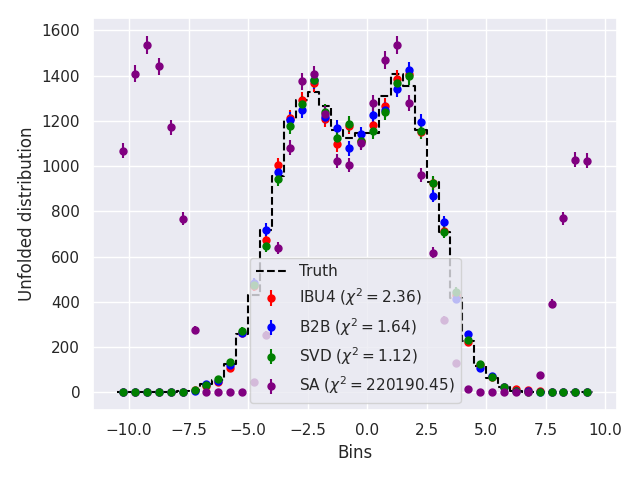 1600
1400
1200
1000
800
600
400
200
0
Unfolded distribution
Truth
IBU4 (χ² = 2.36)
B2B (χ² = 1.64)
SVD (χ² = 1.12)
SA (χ² = 220190.45)
−10.0 −7.5 −5.0 −2.5 0.0 2.5 5.0 7.5 10.0
Bins